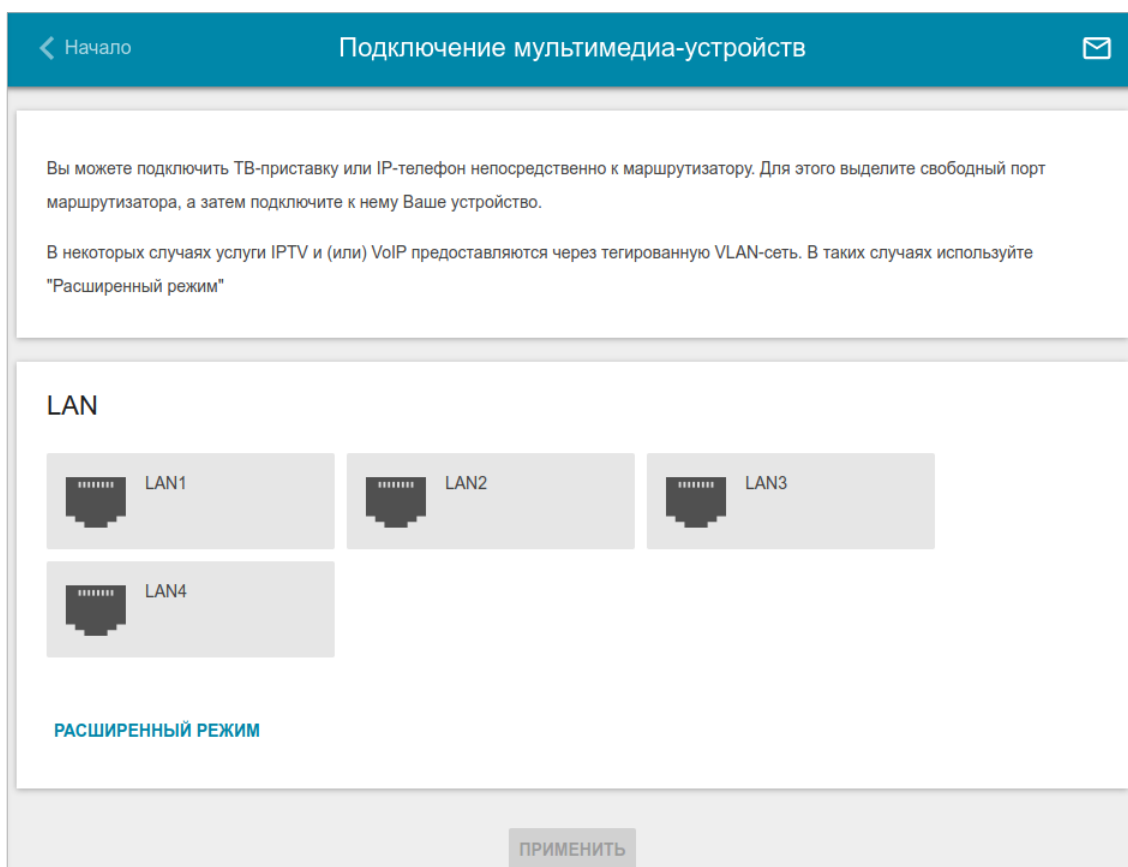 Начало
Подключение мультимедиа-устройств
Вы можете подключить ТВ-приставку или IP-телефон непосредственно к маршрутизатору. Для этого выделите свободный порт
маршрутизатора, а затем подключите к нему Ваше устройство.
В некоторых случаях услуги IPTV и (или) VoIP предоставляются через тегированную VLAN-сеть. В таких случаях используйте
"Расширенный режим"
LAN
LAN1
LAN2
LAN3
LAN4
РАСШИРЕННЫЙ РЕЖИМ
ПРИМЕНИТЬ